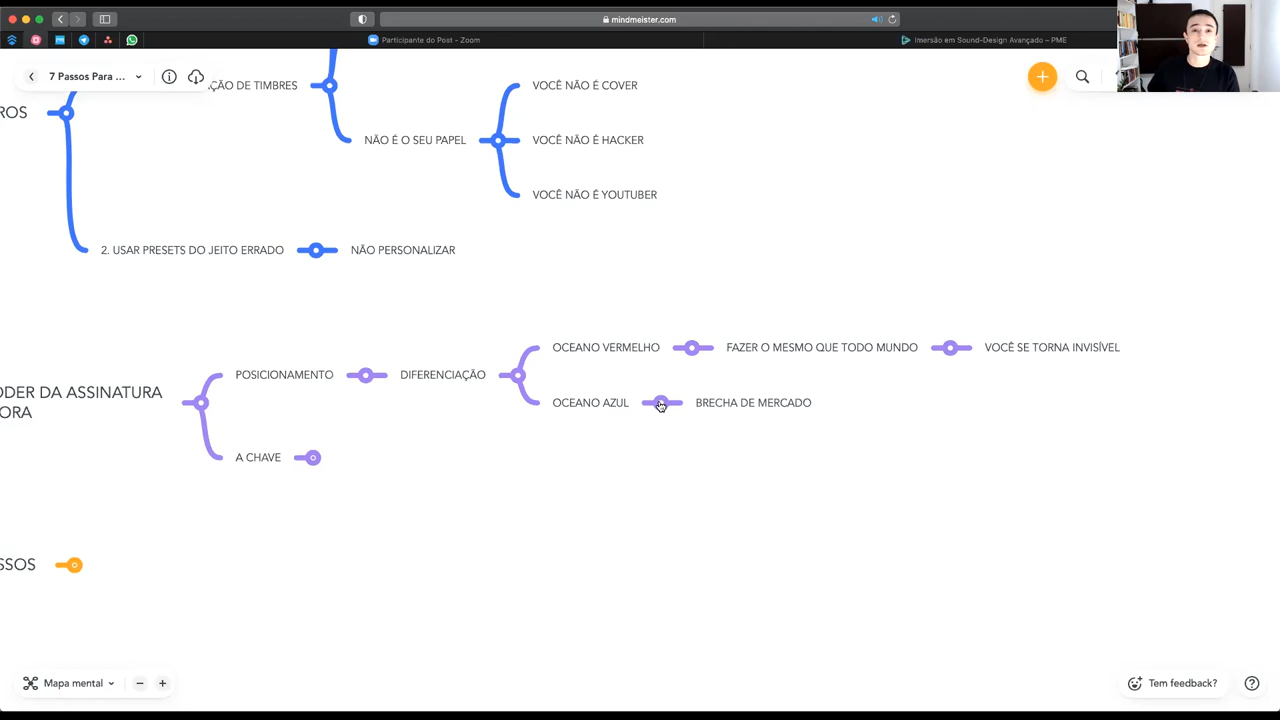 mindmeister.com
Participante do Post - Zoom
Imersão em Sound-Design Avançado – PME
7 Passos Para ...
ROS
ÇÃO DE TIMBRES
NÃO É O SEU PAPEL
VOCÊ NÃO É COVER
VOCÊ NÃO É HACKER
VOCÊ NÃO É YOUTUBER
2. USAR PRESETS DO JEITO ERRADO
NÃO PERSONALIZAR
ODER DA ASSINATURA
ORA
POSICIONAMENTO
DIFERENCIAÇÃO
OCEANO VERMELHO
FAZER O MESMO QUE TODO MUNDO
VOCÊ SE TORNA INVISÍVEL
OCEANO AZUL
BRECHA DE MERCADO
A CHAVE
SSOS
Mapa mental
Tem feedback?